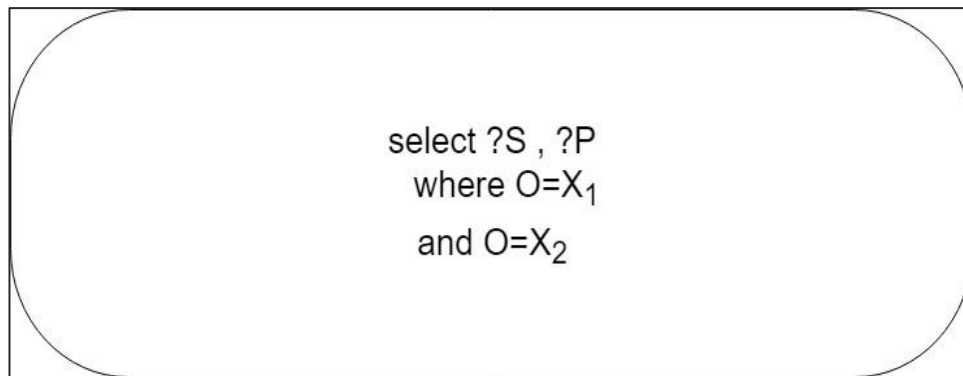 select ?S , ?P
where O=X₁
and O=X₂